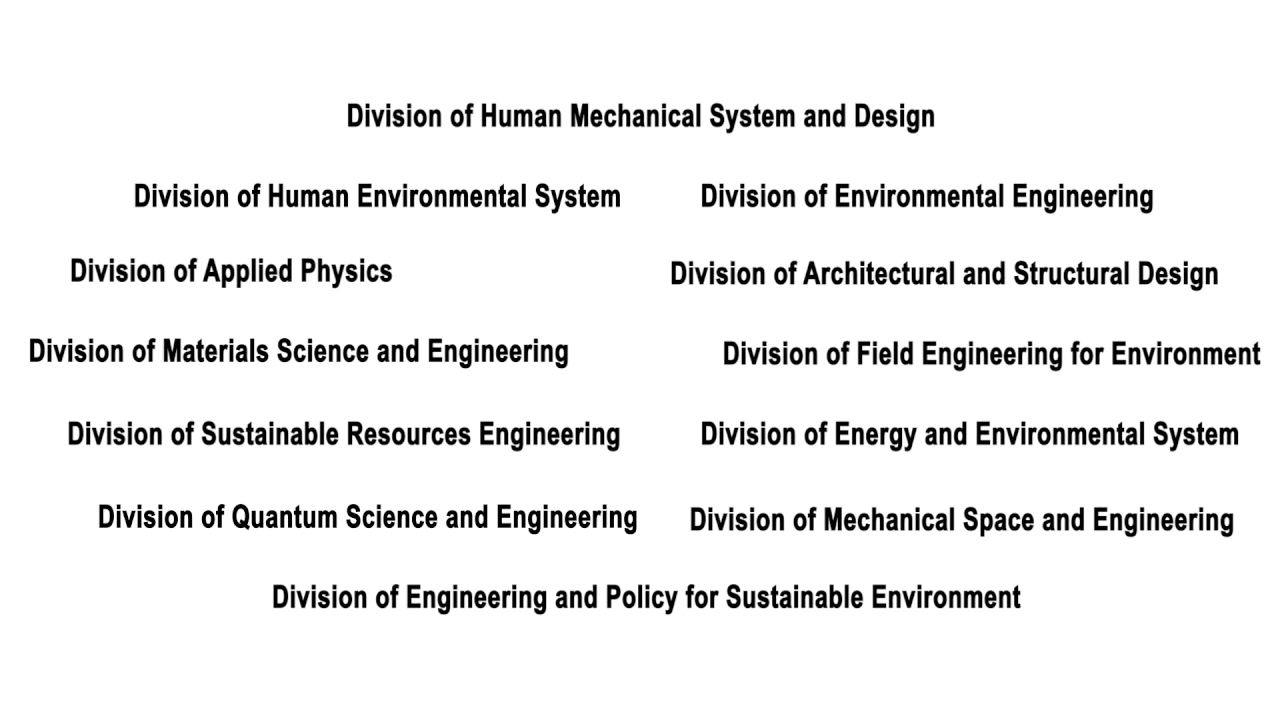 Division of Human Mechanical System and Design
Division of Human Environmental System
Division of Environmental Engineering
Division of Applied Physics
Division of Architectural and Structural Design
Division of Materials Science and Engineering
Division of Field Engineering for Environment
Division of Sustainable Resources Engineering
Division of Energy and Environmental System
Division of Quantum Science and Engineering
Division of Mechanical Space and Engineering
Division of Engineering and Policy for Sustainable Environment